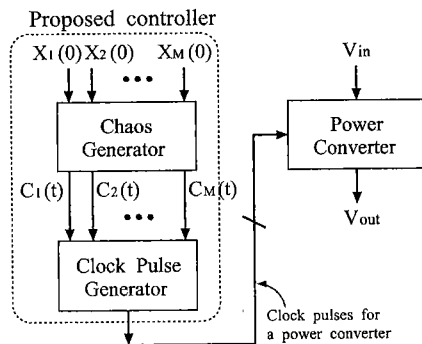 Proposed controller
X1(0) X2(0) ••• XM(0)
Chaos
Generator
C1(t) C2(t) ••• CM(t)
Clock Pulse
Generator
Vin
Power
Converter
Vout
Clock pulses for
a power converter